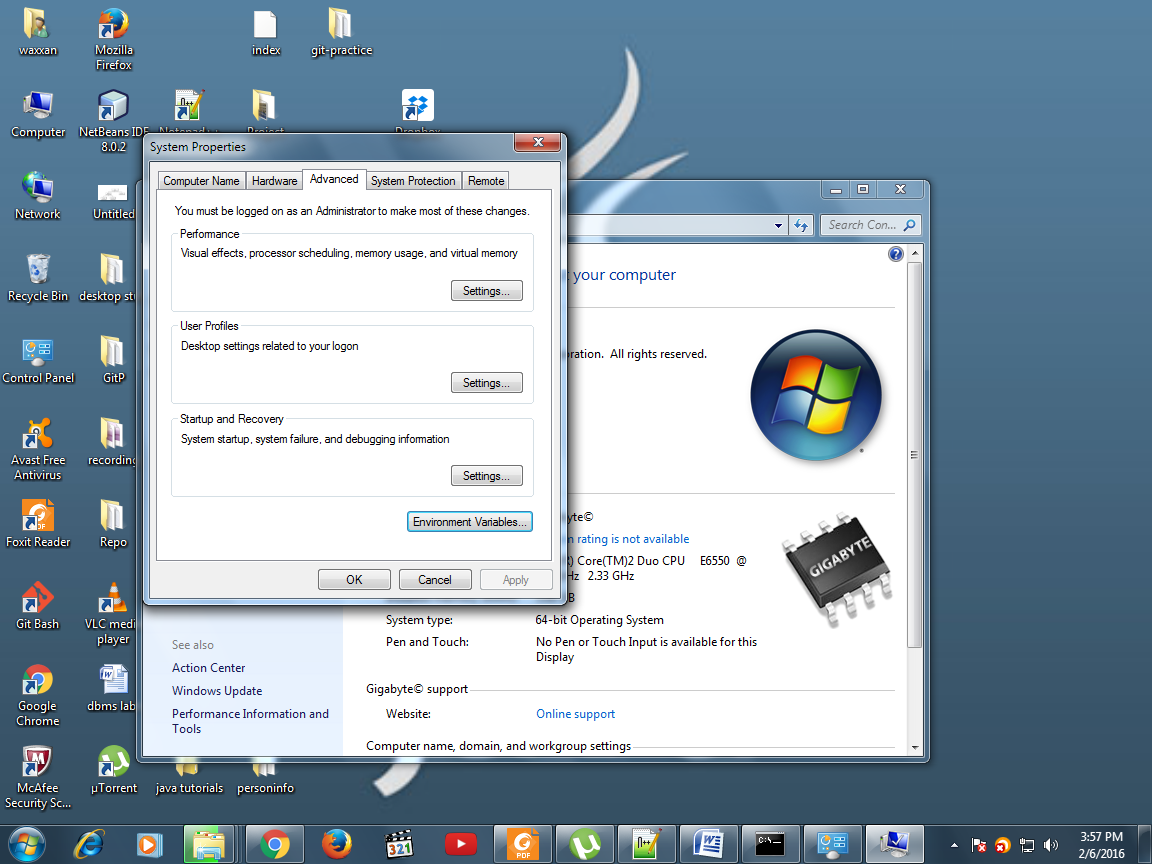 waxxan
Mozilla
Firefox
index
git-practice
Computer
NetBeans IDE
8.0.2
Network
Untitled
Recycle Bin
desktop stu
Control Panel
GitP
Avast Free
Antivirus
recording
Foxit Reader
Repo
Git Bash
VLC medi
player
Google
Chrome
dbms lab
McAfee
Security Sc...
µTorrent
java tutorials
personinfo
System Properties
Computer Name
Hardware
Advanced
System Protection
Remote
You must be logged on as an Administrator to make most of these changes.
Performance
Visual effects, processor scheduling, memory usage, and virtual memory
Settings...
User Profiles
Desktop settings related to your logon
Settings...
Startup and Recovery
System startup, system failure, and debugging information
Settings...
Environment Variables...
OK
Cancel
Apply
Search Con...
your computer
oration. All rights reserved.
yte©
n rating is not available
) Core(TM)2 Duo CPU E6550 @
Hz 2.33 GHz
B
System type:
64-bit Operating System
Pen and Touch:
No Pen or Touch Input is available for this
Display
GIGABYTE
Gigabyte© support
Website:
Online support
Computer name, domain, and workgroup settings
See also
Action Center
Windows Update
Performance Information and
Tools
321
PDF
C:\
3:57 PM
2/6/2016